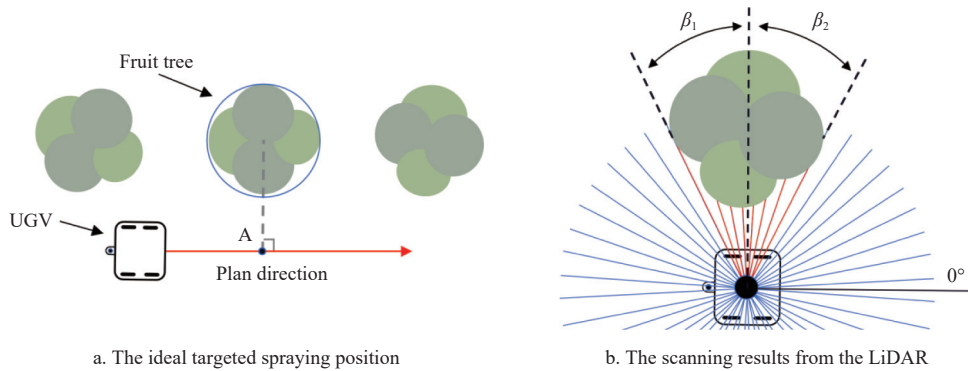 Fruit tree
UGV
A
Plan direction
a. The ideal targeted spraying position
β₁
β₂
0°
b. The scanning results from the LiDAR